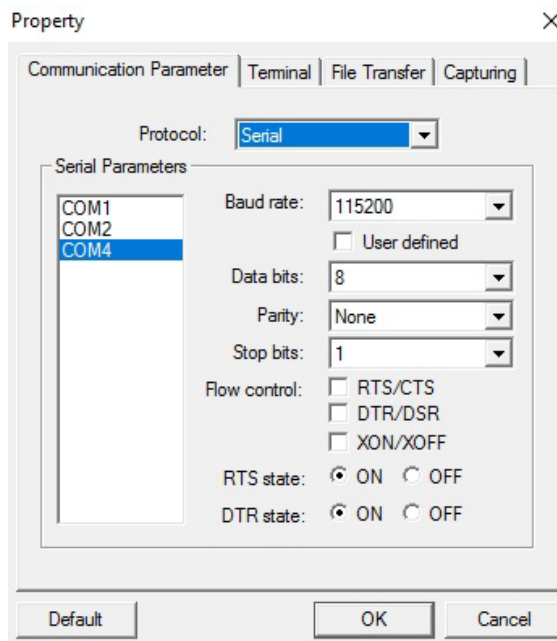 Property
Communication Parameter Terminal File Transfer Capturing
Protocol: Serial
Serial Parameters
COM1
COM2
COM4
Baud rate: 115200
User defined
Data bits: 8
Parity: None
Stop bits: 1
Flow control: RTS/CTS
DTR/DSR
XON/XOFF
RTS state: ON OFF
DTR state: ON OFF
Default OK Cancel